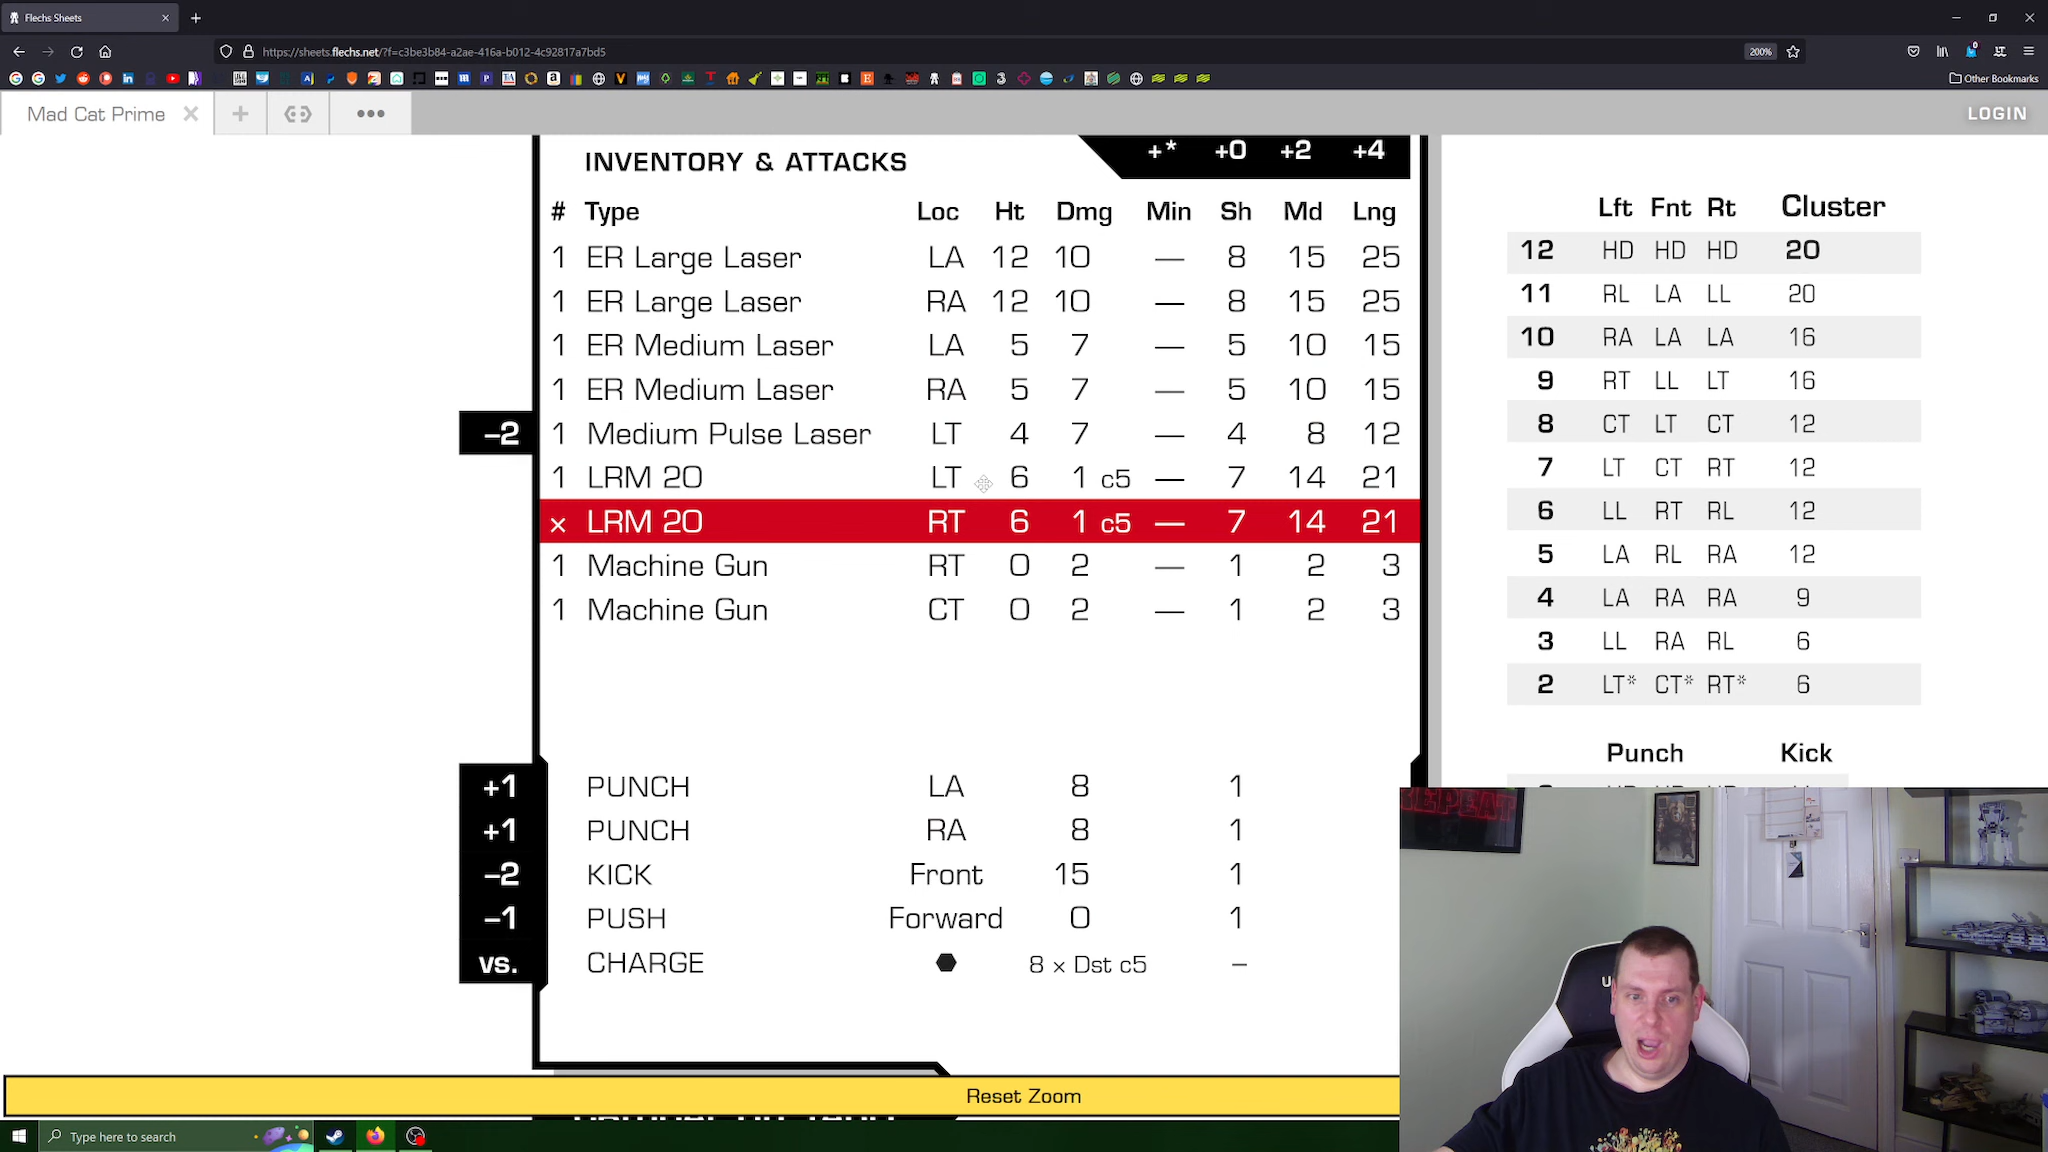 Flechs Sheets
https://sheets.flechs.net/?f=c3be3b84-a2ae-416a-b012-4c92817a7bd5
200%
Other Bookmarks
Mad Cat Prime
LOGIN
INVENTORY & ATTACKS +* +0 +2 +4
# Type Loc Ht Dmg Min Sh Md Lng
1 ER Large Laser LA 12 10 — 8 15 25
1 ER Large Laser RA 12 10 — 8 15 25
1 ER Medium Laser LA 5 7 — 5 10 15
1 ER Medium Laser RA 5 7 — 5 10 15
–2 1 Medium Pulse Laser LT 4 7 — 4 8 12
1 LRM 20 LT 6 1 c5 — 7 14 21
× LRM 20 RT 6 1 c5 — 7 14 21
1 Machine Gun RT 0 2 — 1 2 3
1 Machine Gun CT 0 2 — 1 2 3
+1 PUNCH LA 8 1
+1 PUNCH RA 8 1
–2 KICK Front 15 1
–1 PUSH Forward 0 1
vs. CHARGE ⬢ 8 × Dst c5 –
Lft Fnt Rt Cluster
12 HD HD HD 20
11 RL LA LL 20
10 RA LA LA 16
9 RT LL LT 16
8 CT LT CT 12
7 LT CT RT 12
6 LL RT RL 12
5 LA RL RA 12
4 LA RA RA 9
3 LL RA RL 6
2 LT* CT* RT* 6
Punch Kick
REPEAT
Reset Zoom
Type here to search